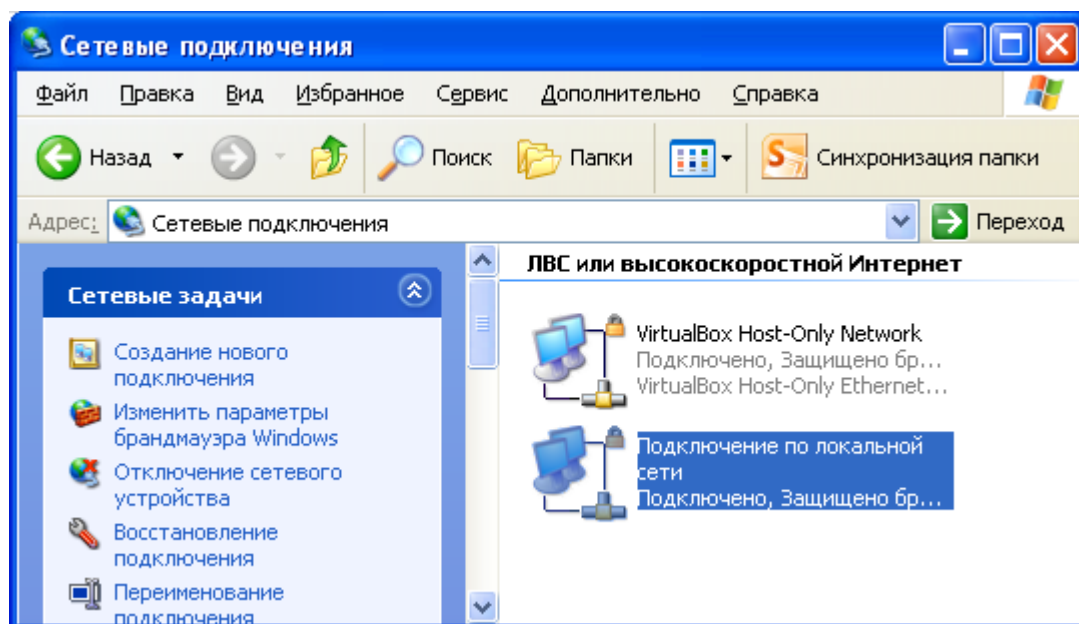 Сетевые подключения
Файл Правка Вид Избранное Сервис Дополнительно Справка
Назад Поиск Папки Синхронизация папки
Адрес: Сетевые подключения Переход
Сетевые задачи
Создание нового
подключения
Изменить параметры
брандмауэра Windows
Отключение сетевого
устройства
Восстановление
подключения
Переименование
подключения
ЛВС или высокоскоростной Интернет
VirtualBox Host-Only Network
Подключено, Защищено бр...
VirtualBox Host-Only Ethernet...
Подключение по локальной
сети
Подключено, Защищено бр...